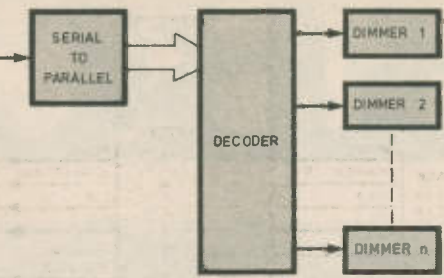 SERIAL
TO
PARALLEL
DECODER
DIMMER 1
DIMMER 2
DIMMER n